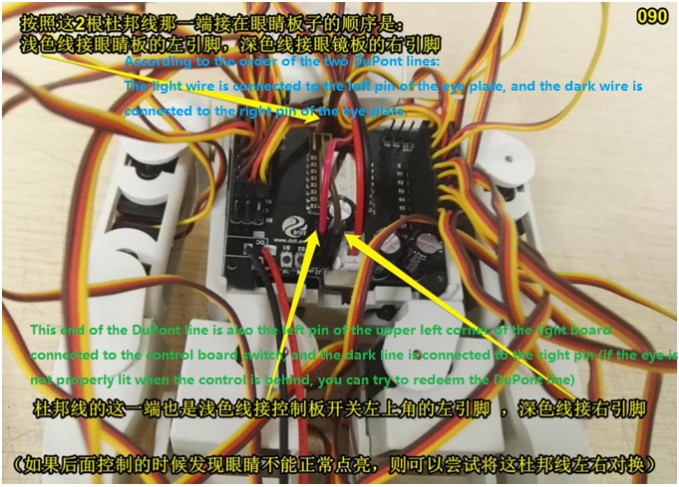 按照这2根杜邦线那一端接在眼睛板子的顺序是:
090
浅色线接眼睛板的左引脚，深色线接眼镜板的右引脚
According to the order of the two DuPont lines:
The light wire is connected to the left pin of the eye plate, and the dark wire is
connected to the right pin of the eye plate.
This end of the DuPont line is also the left pin of the upper left corner of the light board
connected to the control board switch, and the dark line is connected to the right pin (if the eye is
not properly lit when the control is behind, you can try to redeem the DuPont line)
杜邦线的这一端也是浅色线接控制板开关左上角的左引脚 ，深色线接右引脚
（如果后面控制的时候发现眼睛不能正常点亮，则可以尝试将这杜邦线左右对换）